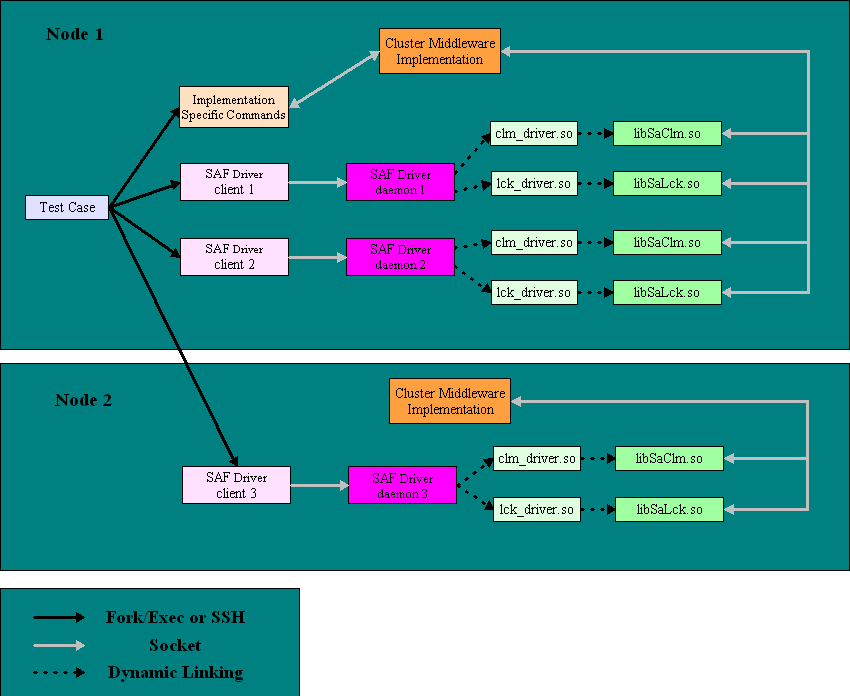 Node 1
Cluster Middleware
Implementation
Implementation
Specific Commands
clm_driver.so
libSaClm.so
SAF Driver
client 1
SAF Driver
daemon 1
lck_driver.so
libSaLck.so
Test Case
SAF Driver
client 2
SAF Driver
daemon 2
clm_driver.so
libSaClm.so
lck_driver.so
libSaLck.so
Node 2
Cluster Middleware
Implementation
SAF Driver
client 3
SAF Driver
daemon 3
clm_driver.so
libSaClm.so
lck_driver.so
libSaLck.so
Fork/Exec or SSH
Socket
Dynamic Linking